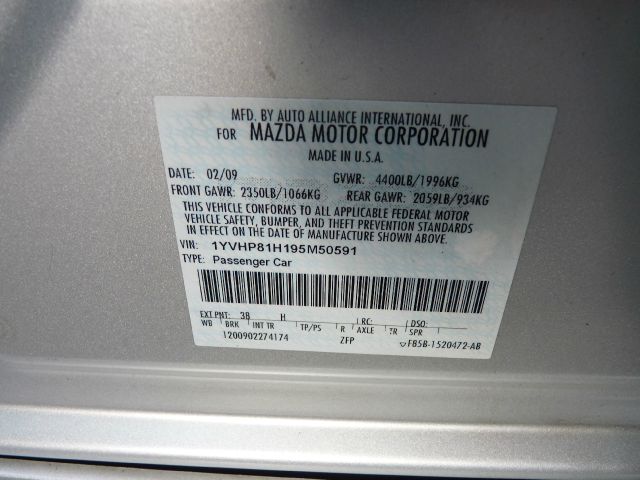 MFD. BY AUTO ALLIANCE INTERNATIONAL, INC.
FOR MAZDA MOTOR CORPORATION
MADE IN U.S.A.
DATE: 02/09 GVWR: 4400LB/1996KG
FRONT GAWR: 2350LB/1066KG REAR GAWR: 2059LB/934KG
THIS VEHICLE CONFORMS TO ALL APPLICABLE FEDERAL MOTOR
VEHICLE SAFETY, BUMPER, AND THEFT PREVENTION STANDARDS
IN EFFECT ON THE DATE OF MANUFACTURE SHOWN ABOVE.
VIN: 1YVHP81H195M50591
TYPE: Passenger Car
EXT PNT: 38 H RC: DSO:
WB BRK INT TR TP/PS R AXLE TR SPR
1200902274174 ZFP F85B-1520472-AB